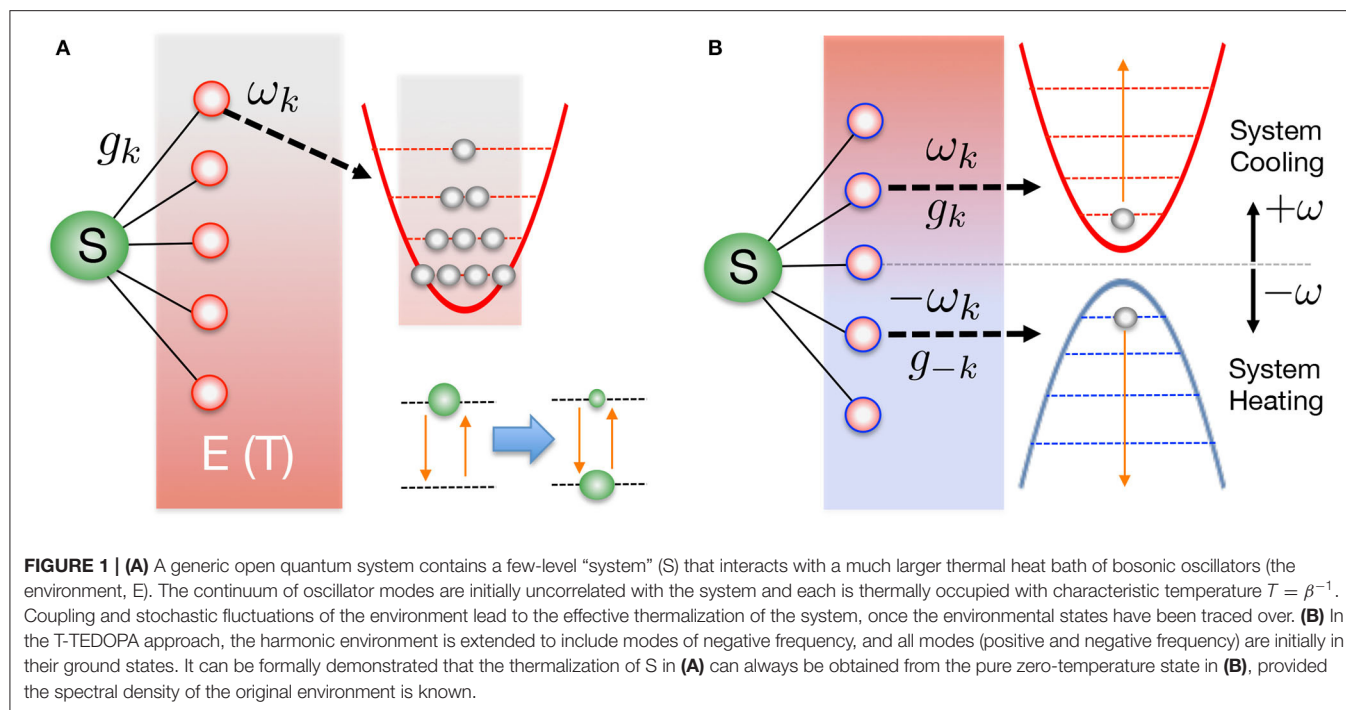 A
ω_k
g_k
S
E (T)
B
S
ω_k
g_k
−ω_k
g_{−k}
System
Cooling
+ω
−ω
System
Heating
FIGURE 1 | (A) A generic open quantum system contains a few-level “system” (S) that interacts with a much larger thermal heat bath of bosonic oscillators (the
environment, E). The continuum of oscillator modes are initially uncorrelated with the system and each is thermally occupied with characteristic temperature T = β⁻¹.
Coupling and stochastic fluctuations of the environment lead to the effective thermalization of the system, once the environmental states have been traced over. (B) In
the T-TEDOPA approach, the harmonic environment is extended to include modes of negative frequency, and all modes (positive and negative frequency) are initially in
their ground states. It can be formally demonstrated that the thermalization of S in (A) can always be obtained from the pure zero-temperature state in (B), provided
the spectral density of the original environment is known.